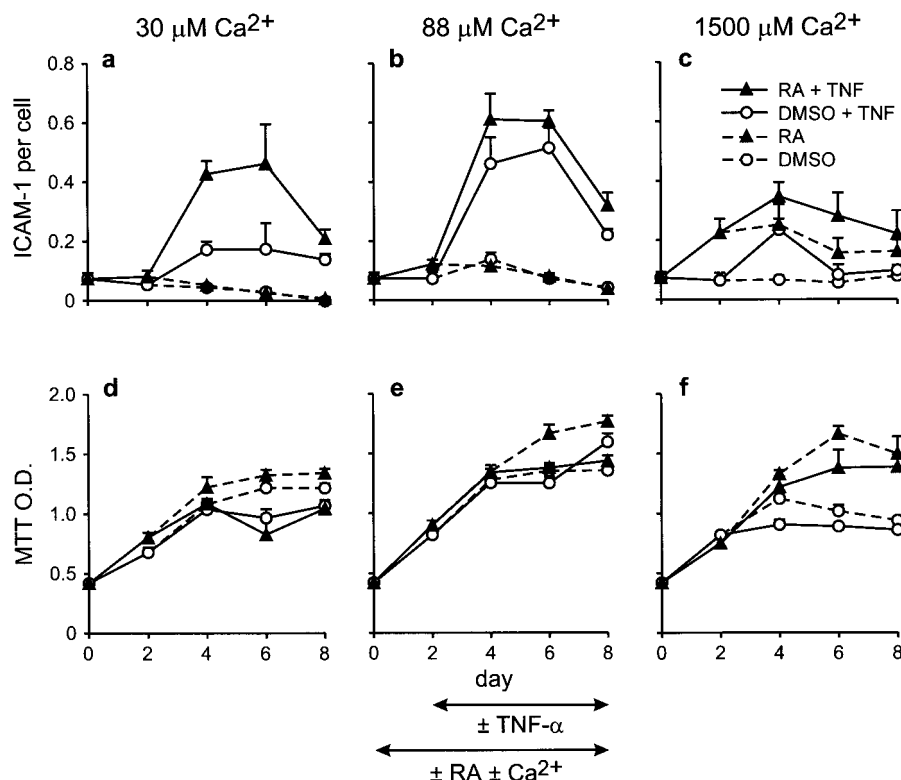 30 µM Ca2+
88 µM Ca2+
1500 µM Ca2+
a
b
c
ICAM-1 per cell
0.8
0.6
0.4
0.2
0
RA + TNF
DMSO + TNF
RA
DMSO
d
e
f
MTT O.D.
2.0
1.5
1.0
0.5
0
0 2 4 6 8
0 2 4 6 8
0 2 4 6 8
day
± TNF-α
± RA ± Ca2+